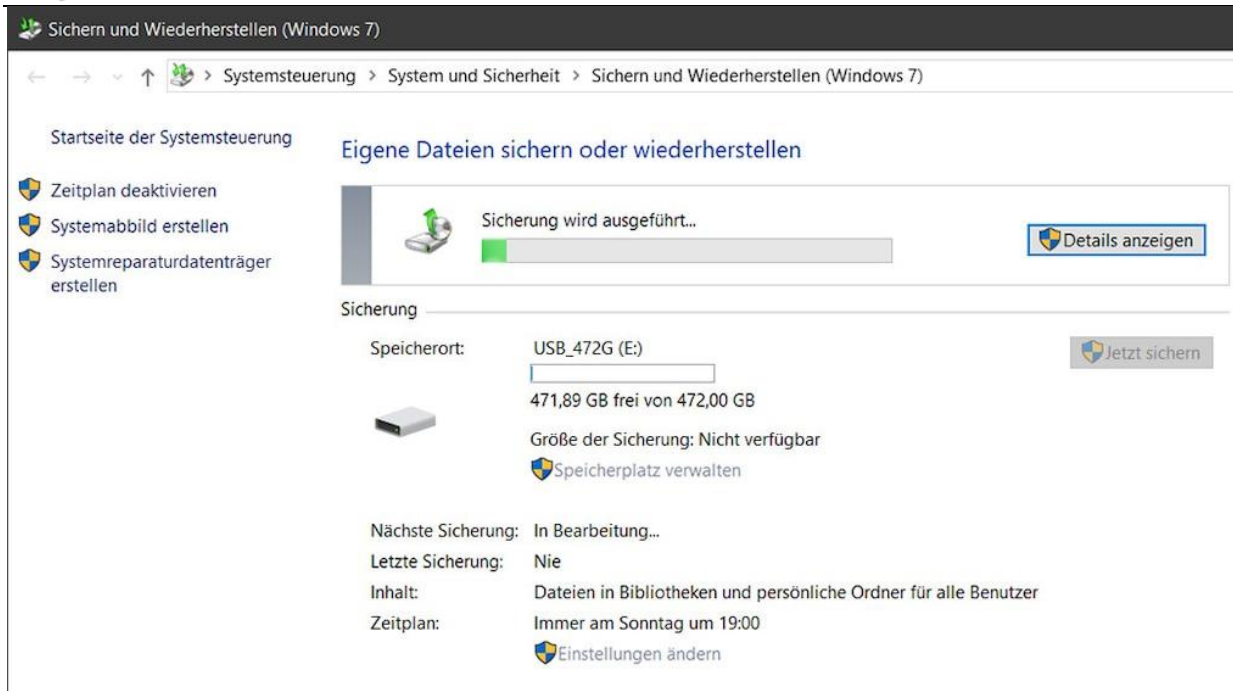 Sichern und Wiederherstellen (Windows 7)
Systemsteuerung > System und Sicherheit > Sichern und Wiederherstellen (Windows 7)
Startseite der Systemsteuerung
Zeitplan deaktivieren
Systemabbild erstellen
Systemreparaturdatenträger
erstellen
Eigene Dateien sichern oder wiederherstellen
Sicherung wird ausgeführt...
Details anzeigen
Sicherung
Speicherort: USB_472G (E:)
Jetzt sichern
471,89 GB frei von 472,00 GB
Größe der Sicherung: Nicht verfügbar
Speicherplatz verwalten
Nächste Sicherung: In Bearbeitung...
Letzte Sicherung: Nie
Inhalt: Dateien in Bibliotheken und persönliche Ordner für alle Benutzer
Zeitplan: Immer am Sonntag um 19:00
Einstellungen ändern